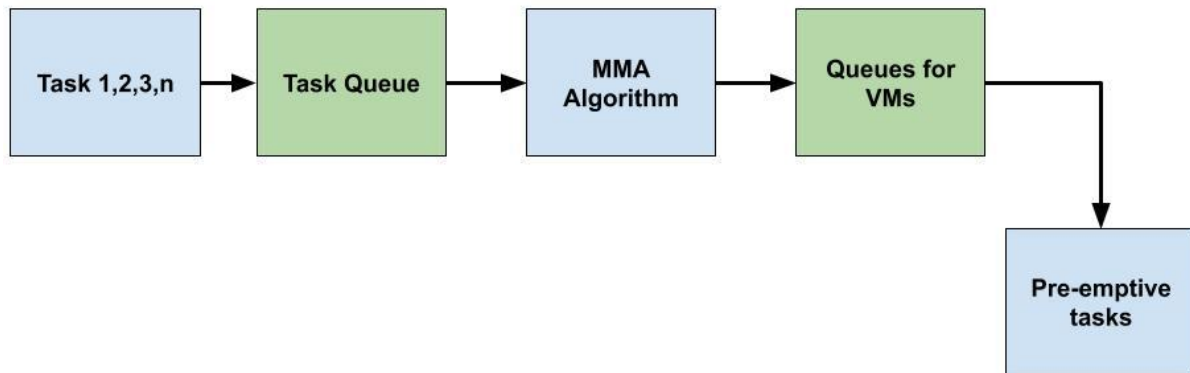 Task 1,2,3,n
Task Queue
MMA
Algorithm
Queues for
VMs
Pre-emptive
tasks